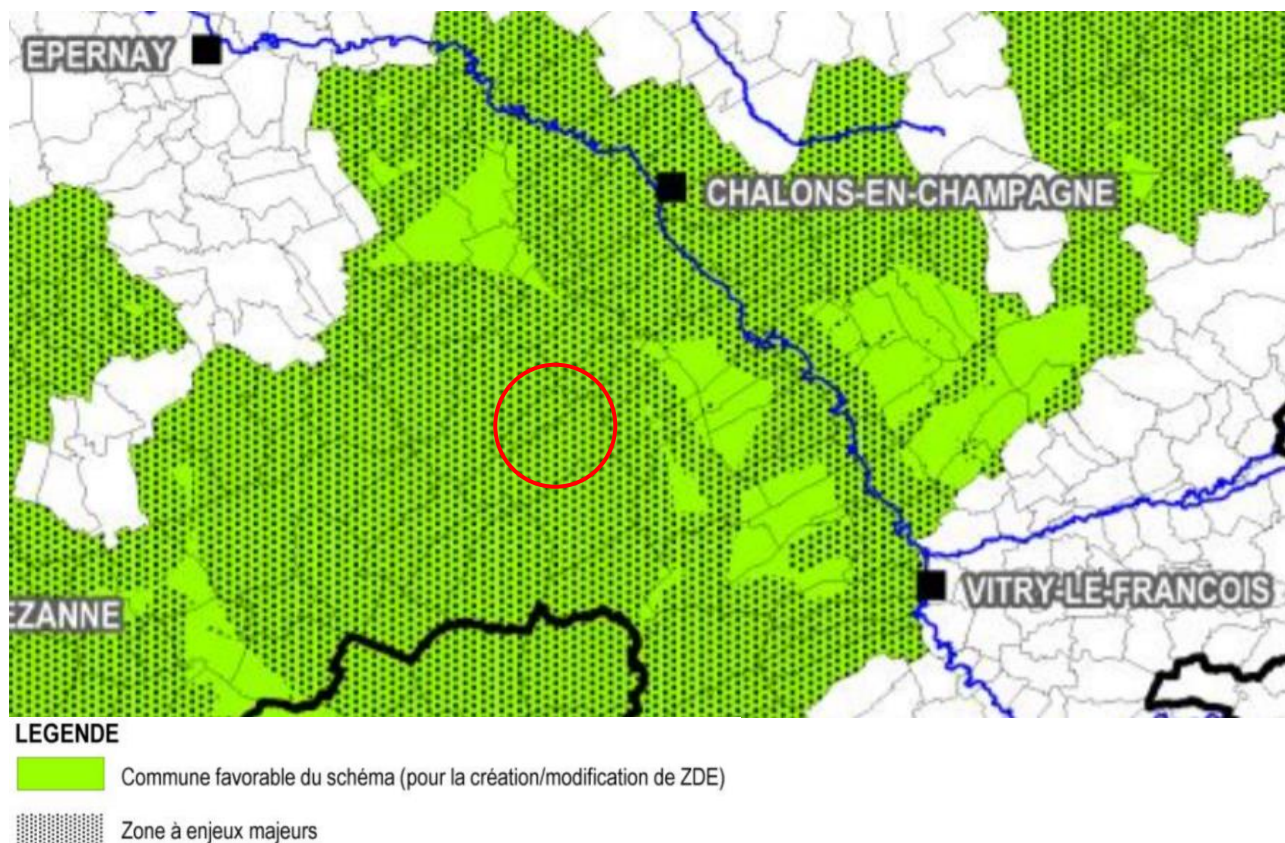 EPERNAY
CHALONS-EN-CHAMPAGNE
EZANNE
VITRY-LE-FRANCOIS
LEGENDE
Commune favorable du schéma (pour la création/modification de ZDE)
Zone à enjeux majeurs